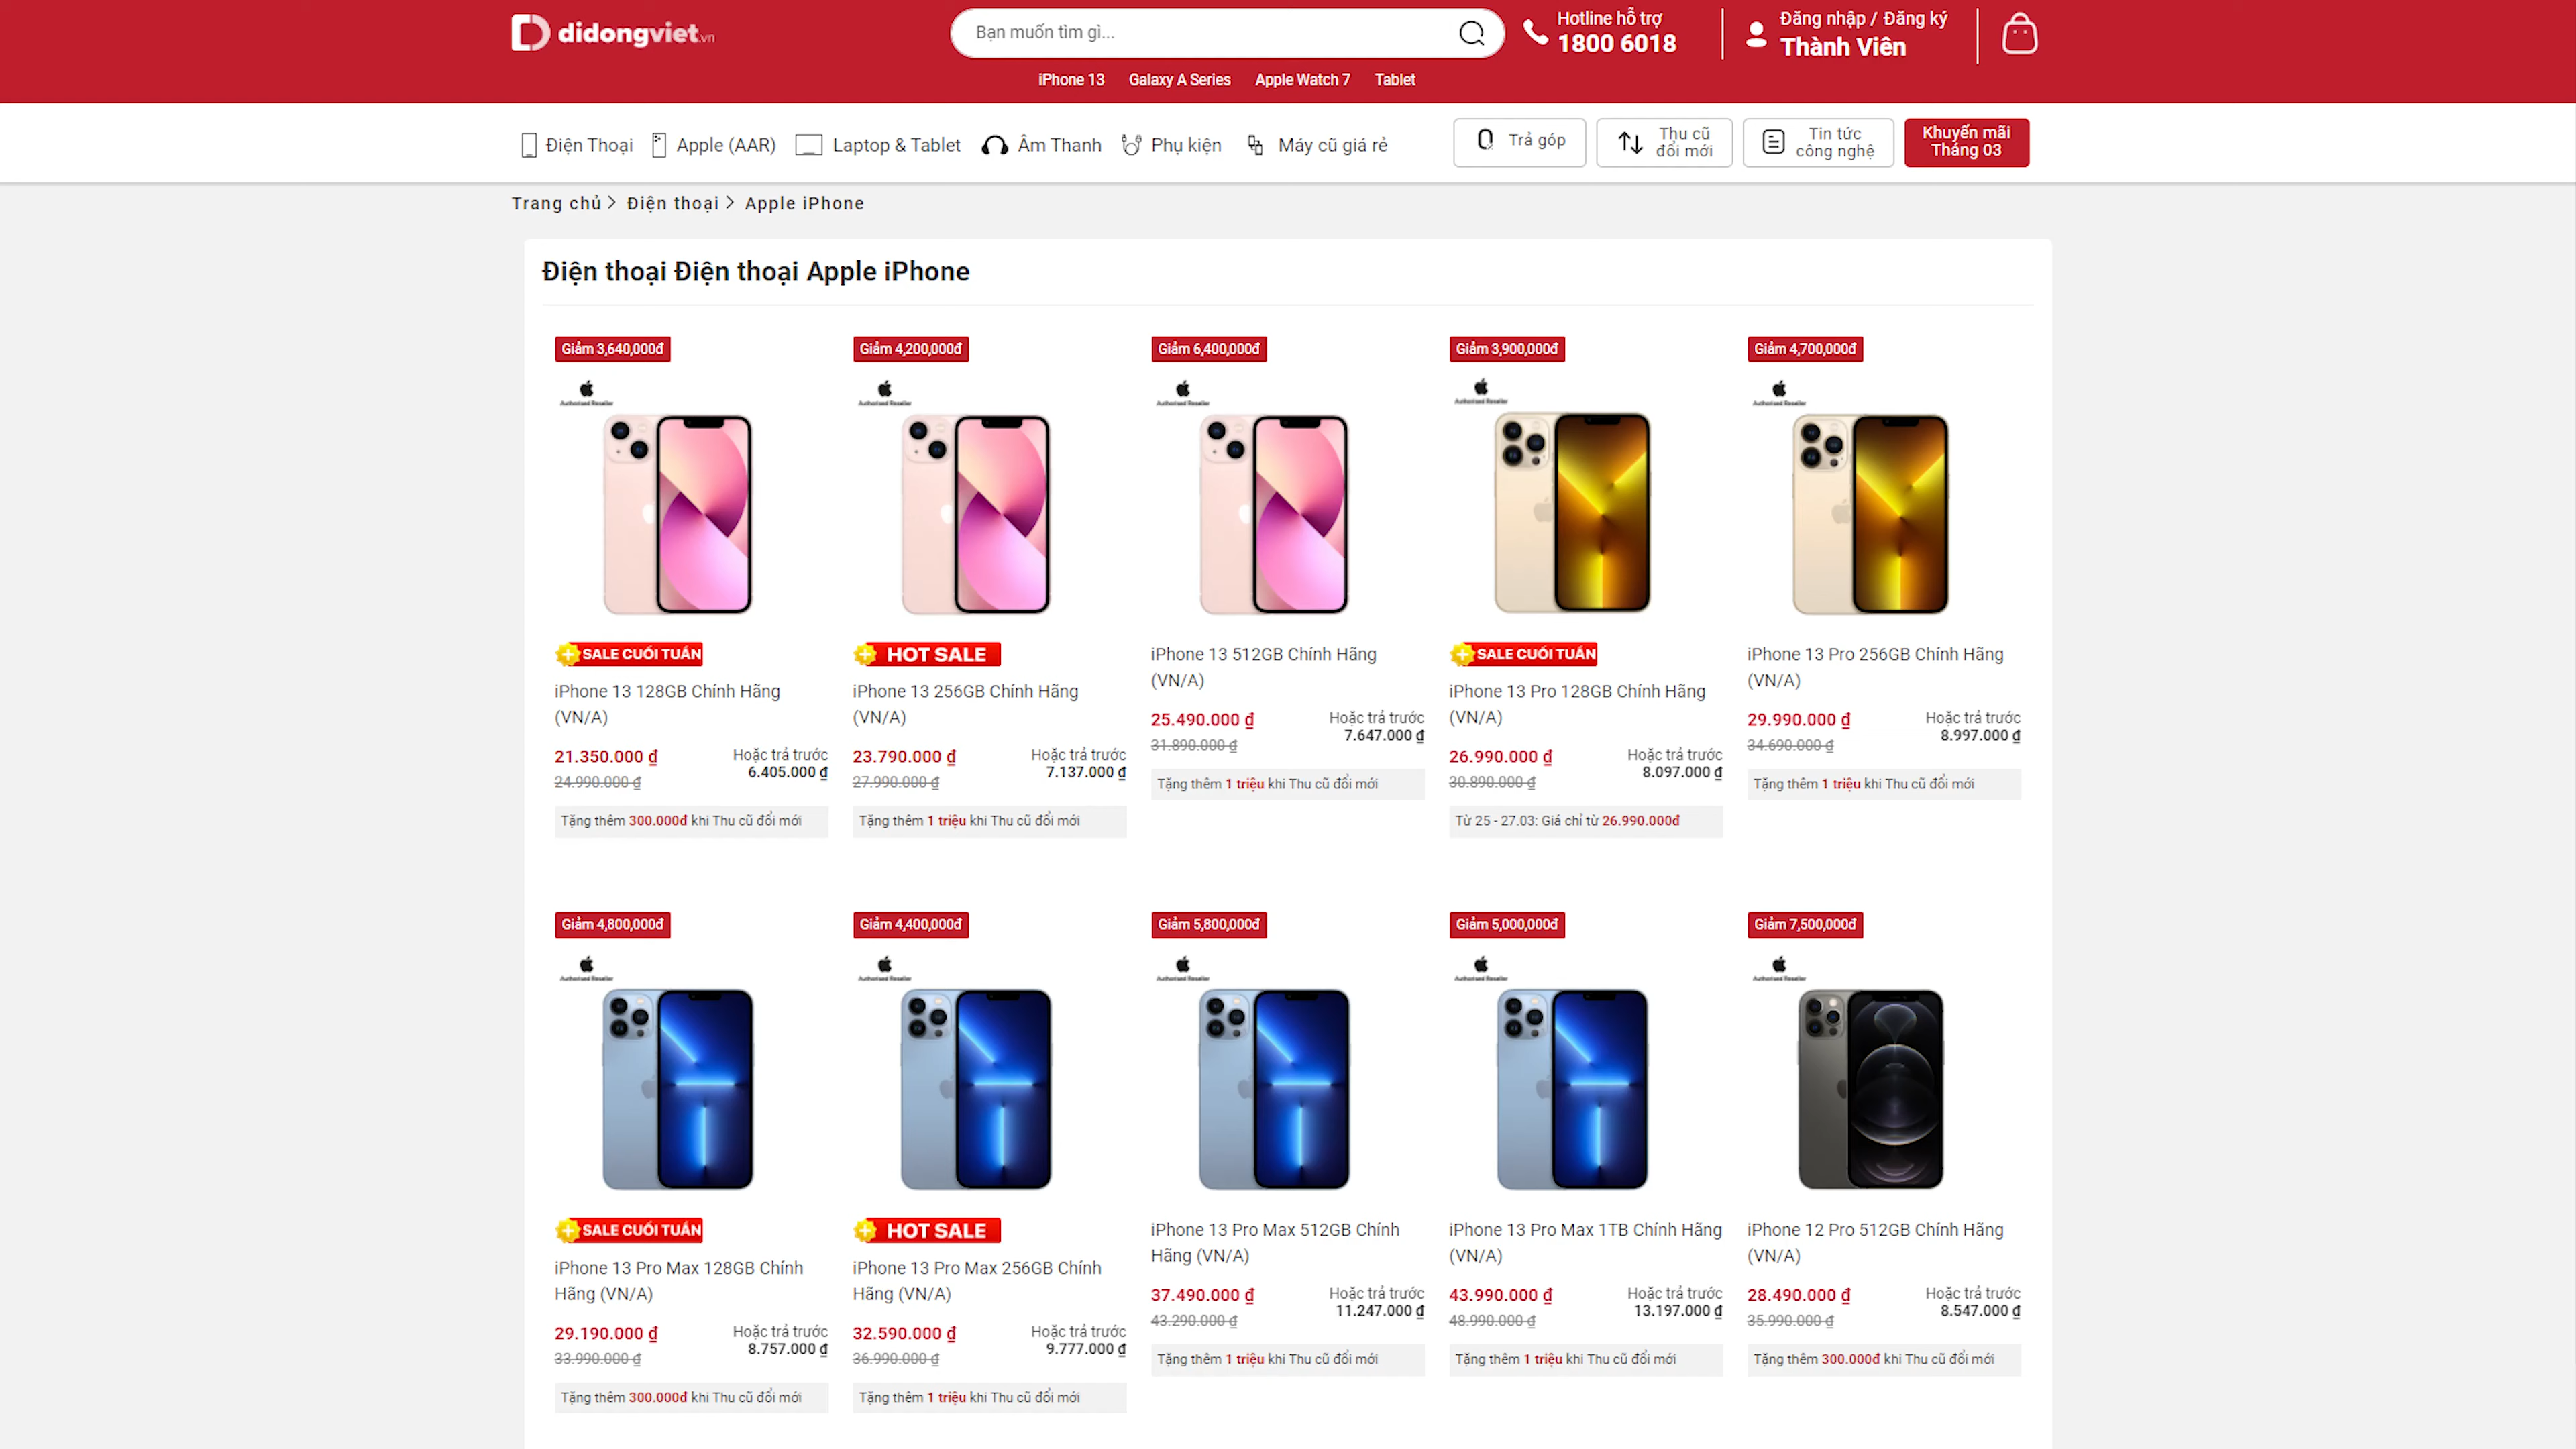 didongviet.vn
Bạn muốn tìm gì...
Hotline hỗ trợ
1800 6018
Đăng nhập / Đăng ký
Thành Viên
iPhone 13 Galaxy A Series Apple Watch 7 Tablet
Điện Thoại Apple (AAR) Laptop & Tablet Âm Thanh Phụ kiện Máy cũ giá rẻ
Trả góp
Thu cũ
đổi mới
Tin tức
công nghệ
Khuyến mãi
Tháng 03
Trang chủ > Điện thoại > Apple iPhone
Điện thoại Điện thoại Apple iPhone
Giảm 3,640,000đ
Authorised Reseller
SALE CUỐI TUẦN
iPhone 13 128GB Chính Hãng
(VN/A)
21.350.000 ₫
24.990.000 ₫
Hoặc trả trước
6.405.000 ₫
Tặng thêm 300.000đ khi Thu cũ đổi mới
Giảm 4,200,000đ
Authorised Reseller
HOT SALE
iPhone 13 256GB Chính Hãng
(VN/A)
23.790.000 ₫
27.990.000 ₫
Hoặc trả trước
7.137.000 ₫
Tặng thêm 1 triệu khi Thu cũ đổi mới
Giảm 6,400,000đ
Authorised Reseller
iPhone 13 512GB Chính Hãng
(VN/A)
25.490.000 ₫
31.890.000 ₫
Hoặc trả trước
7.647.000 ₫
Tặng thêm 1 triệu khi Thu cũ đổi mới
Giảm 3,900,000đ
Authorised Reseller
SALE CUỐI TUẦN
iPhone 13 Pro 128GB Chính Hãng
(VN/A)
26.990.000 ₫
30.890.000 ₫
Hoặc trả trước
8.097.000 ₫
Từ 25 - 27.03: Giá chỉ từ 26.990.000đ
Giảm 4,700,000đ
Authorised Reseller
iPhone 13 Pro 256GB Chính Hãng
(VN/A)
29.990.000 ₫
34.690.000 ₫
Hoặc trả trước
8.997.000 ₫
Tặng thêm 1 triệu khi Thu cũ đổi mới
Giảm 4,800,000đ
Authorised Reseller
SALE CUỐI TUẦN
iPhone 13 Pro Max 128GB Chính
Hãng (VN/A)
29.190.000 ₫
33.990.000 ₫
Hoặc trả trước
8.757.000 ₫
Tặng thêm 300.000đ khi Thu cũ đổi mới
Giảm 4,400,000đ
Authorised Reseller
HOT SALE
iPhone 13 Pro Max 256GB Chính
Hãng (VN/A)
32.590.000 ₫
36.990.000 ₫
Hoặc trả trước
9.777.000 ₫
Tặng thêm 1 triệu khi Thu cũ đổi mới
Giảm 5,800,000đ
Authorised Reseller
iPhone 13 Pro Max 512GB Chính
Hãng (VN/A)
37.490.000 ₫
43.290.000 ₫
Hoặc trả trước
11.247.000 ₫
Tặng thêm 1 triệu khi Thu cũ đổi mới
Giảm 5,000,000đ
Authorised Reseller
iPhone 13 Pro Max 1TB Chính Hãng
(VN/A)
43.990.000 ₫
48.990.000 ₫
Hoặc trả trước
13.197.000 ₫
Tặng thêm 1 triệu khi Thu cũ đổi mới
Giảm 7,500,000đ
Authorised Reseller
iPhone 12 Pro 512GB Chính Hãng
(VN/A)
28.490.000 ₫
35.990.000 ₫
Hoặc trả trước
8.547.000 ₫
Tặng thêm 300.000đ khi Thu cũ đổi mới